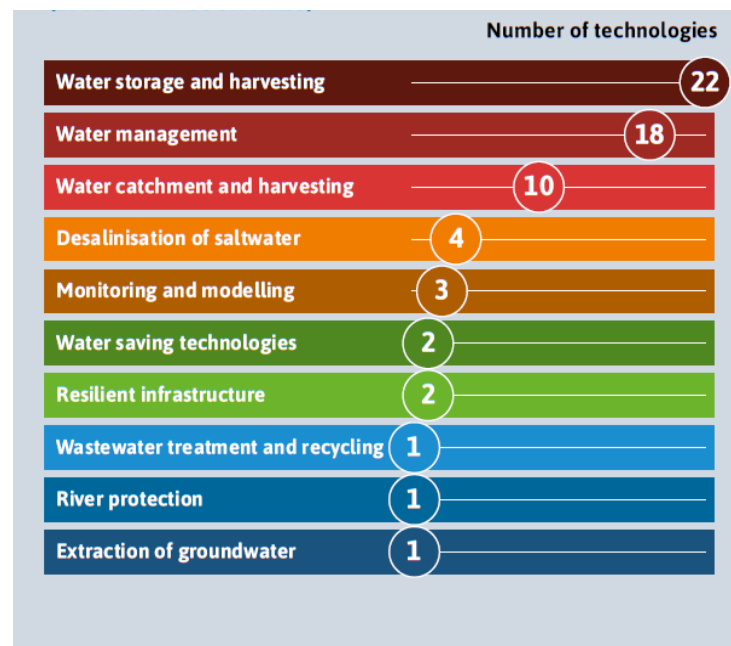 Number of technologies
Water storage and harvesting 22
Water management 18
Water catchment and harvesting 10
Desalinisation of saltwater 4
Monitoring and modelling 3
Water saving technologies 2
Resilient infrastructure 2
Wastewater treatment and recycling 1
River protection 1
Extraction of groundwater 1